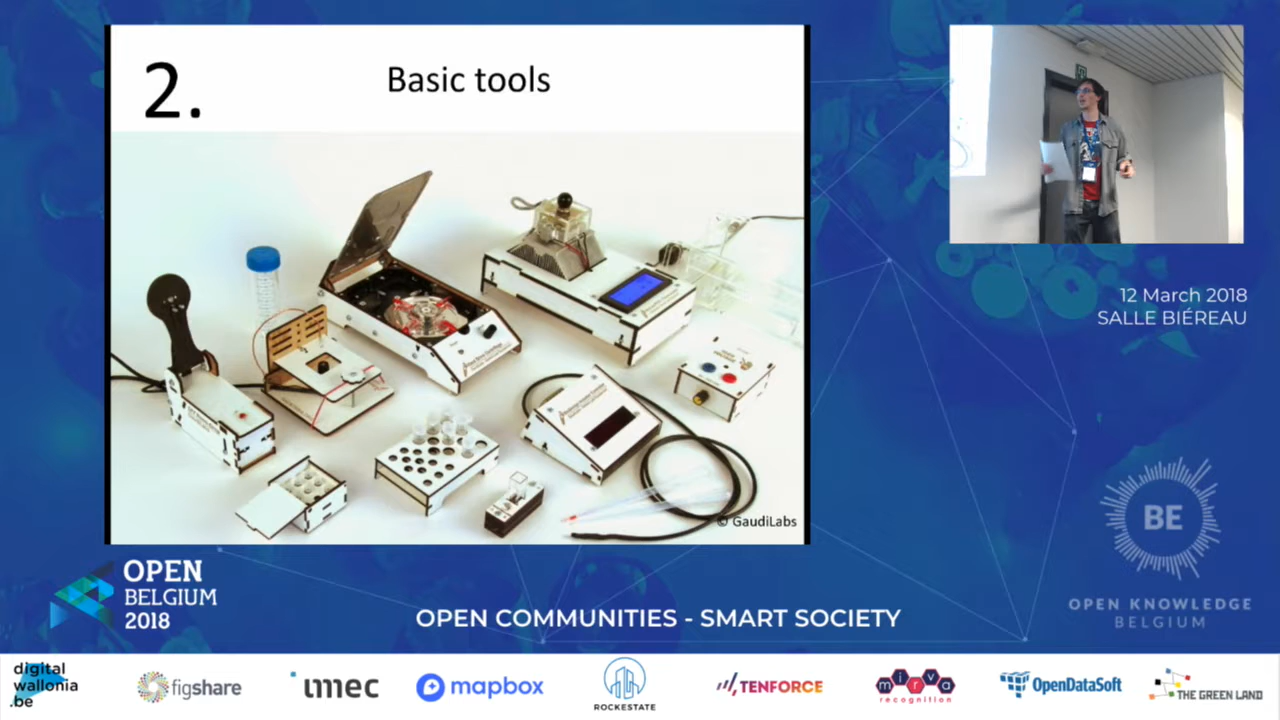 2.
Basic tools
© GaudiLabs
12 March 2018
SALLE BIÉREAU
BE
OPEN KNOWLEDGE
BELGIUM
OPEN
BELGIUM
2018
OPEN COMMUNITIES - SMART SOCIETY
digital
wallonia
.be
figshare
imec
mapbox
ROCKESTATE
TENFORCE
mirva
recognition
OpenDataSoft
THE GREEN LAND